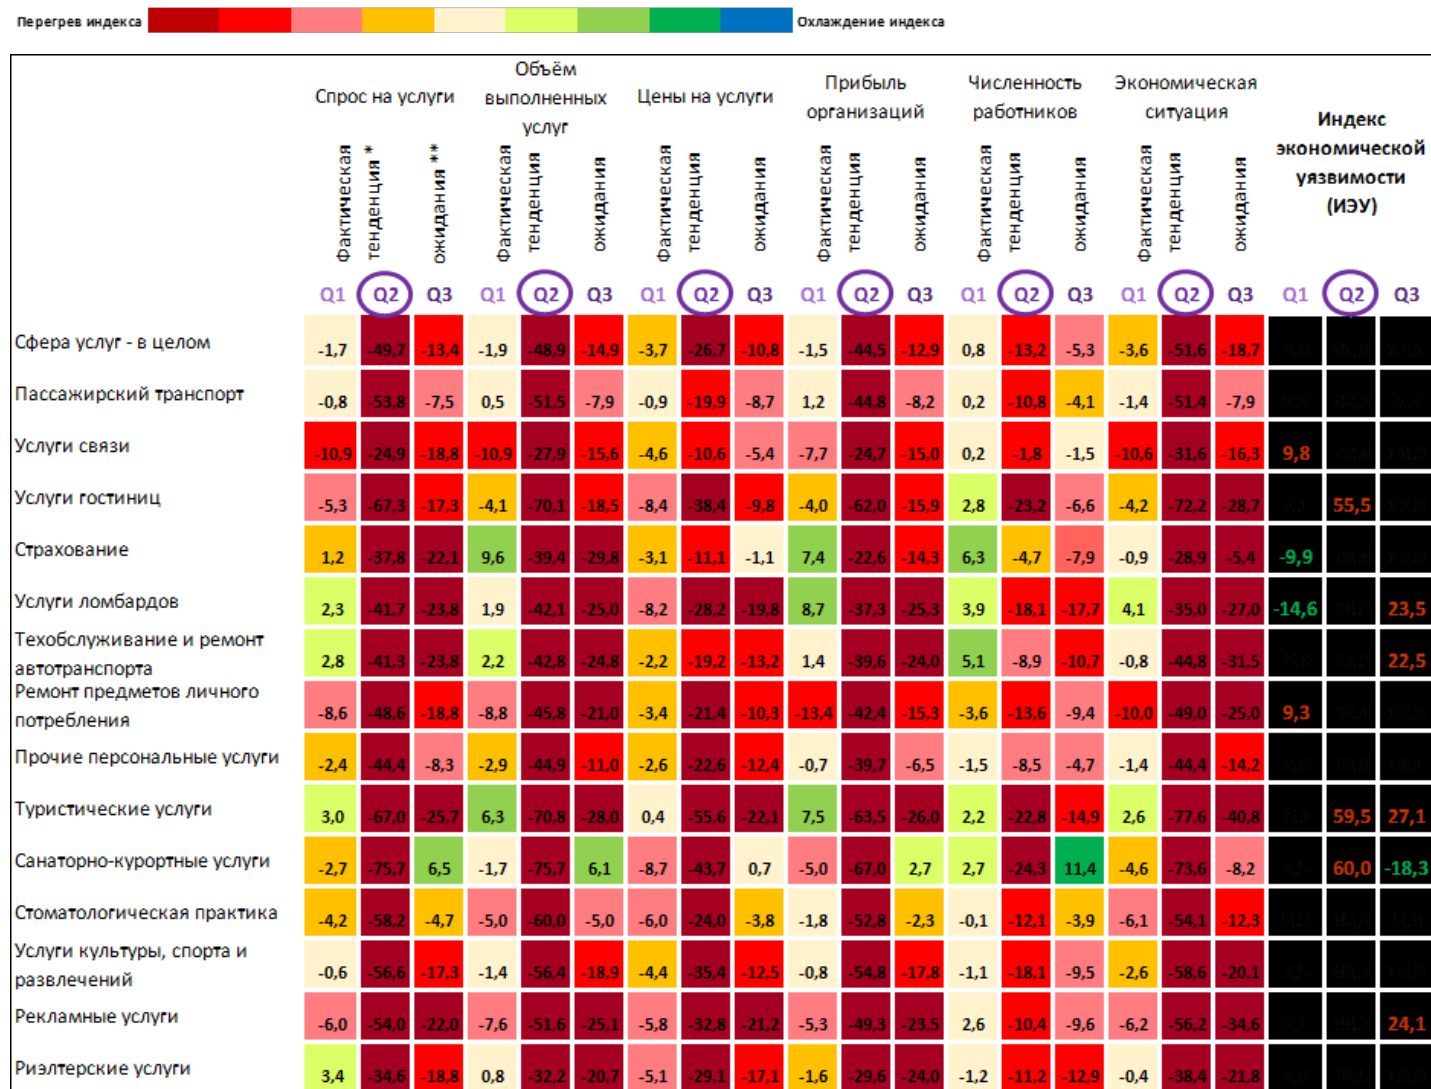 Перегрев индекса Охлаждение индекса
Спрос на услуги Объём выполненных услуг Цены на услуги Прибыль организаций Численность работников Экономическая ситуация Индекс экономической уязвимости (ИЭУ)
Фактическая тенденция * ожидания ** Фактическая тенденция ожидания Фактическая тенденция ожидания Фактическая тенденция ожидания Фактическая тенденция ожидания Фактическая тенденция ожидания
Q1 Q2 Q3 Q1 Q2 Q3 Q1 Q2 Q3 Q1 Q2 Q3 Q1 Q2 Q3 Q1 Q2 Q3 Q1 Q2 Q3
Сфера услуг - в целом -1,7 -49,7 -13,4 -1,9 -48,9 -14,9 -3,7 -26,7 -10,8 -1,5 -44,5 -12,9 0,8 -13,2 -5,3 -3,6 -51,6 -18,7
Пассажирский транспорт -0,8 -53,8 -7,5 0,5 -51,5 -7,9 -0,9 -19,9 -8,7 1,2 -44,8 -8,2 0,2 -10,8 -4,1 -1,4 -51,4 -7,9
Услуги связи -10,9 -24,9 -18,8 -10,9 -27,9 -15,6 -4,6 -10,6 -5,4 -7,7 -24,7 -15,0 0,2 -1,8 -1,5 -10,6 -31,6 -16,3 9,8
Услуги гостиниц -5,3 -67,3 -17,3 -4,1 -70,1 -18,5 -8,4 -38,4 -9,8 -4,0 -62,0 -15,9 2,8 -23,2 -6,6 -4,2 -72,2 -28,7 55,5
Страхование 1,2 -37,8 -22,1 9,6 -39,4 -29,8 -3,1 -11,1 -1,1 7,4 -22,6 -14,3 6,3 -4,7 -7,9 -0,9 -28,9 -5,4 -9,9
Услуги ломбардов 2,3 -41,7 -23,8 1,9 -42,1 -25,0 -8,2 -28,2 -19,8 8,7 -37,3 -25,3 3,9 -18,1 -17,7 4,1 -35,0 -27,0 -14,6 23,5
Техобслуживание и ремонт
автотранспорта 2,8 -41,3 -23,8 2,2 -42,8 -24,8 -2,2 -19,2 -13,2 1,4 -39,6 -24,0 5,1 -8,9 -10,7 -0,8 -44,8 -31,5 22,5
Ремонт предметов личного
потребления -8,6 -48,6 -18,8 -8,8 -45,8 -21,0 -3,4 -21,4 -10,3 -13,4 -42,4 -15,3 -3,6 -13,6 -9,4 -10,0 -49,0 -25,0 9,3
Прочие персональные услуги -2,4 -44,4 -8,3 -2,9 -44,9 -11,0 -2,6 -22,6 -12,4 -0,7 -39,7 -6,5 -1,5 -8,5 -4,7 -1,4 -44,4 -14,2
Туристические услуги 3,0 -67,0 -25,7 6,3 -70,8 -28,0 0,4 -55,6 -22,1 7,5 -63,5 -26,0 2,2 -22,8 -14,9 2,6 -77,6 -40,8 59,5 27,1
Санаторно-курортные услуги -2,7 -75,7 6,5 -1,7 -75,7 6,1 -8,7 -43,7 0,7 -5,0 -67,0 2,7 2,7 -24,3 11,4 -4,6 -73,6 -8,2 60,0 -18,3
Стоматологическая практика -4,2 -58,2 -4,7 -5,0 -60,0 -5,0 -6,0 -24,0 -3,8 -1,8 -52,8 -2,3 -0,1 -12,1 -3,9 -6,1 -54,1 -12,3
Услуги культуры, спорта и
развлечений -0,6 -56,6 -17,3 -1,4 -56,4 -18,9 -4,4 -35,4 -12,5 -0,8 -54,8 -17,8 -1,1 -18,1 -9,5 -2,6 -58,6 -20,1
Рекламные услуги -6,0 -54,0 -22,0 -7,6 -51,6 -25,1 -5,8 -32,8 -21,2 -5,3 -49,3 -23,5 2,6 -10,4 -9,6 -6,2 -56,2 -34,6 24,1
Риэлтерские услуги 3,4 -34,6 -18,8 0,8 -32,2 -20,7 -5,1 -29,1 -17,1 -1,6 -29,6 -24,0 -1,2 -11,2 -12,9 -0,4 -38,4 -21,8